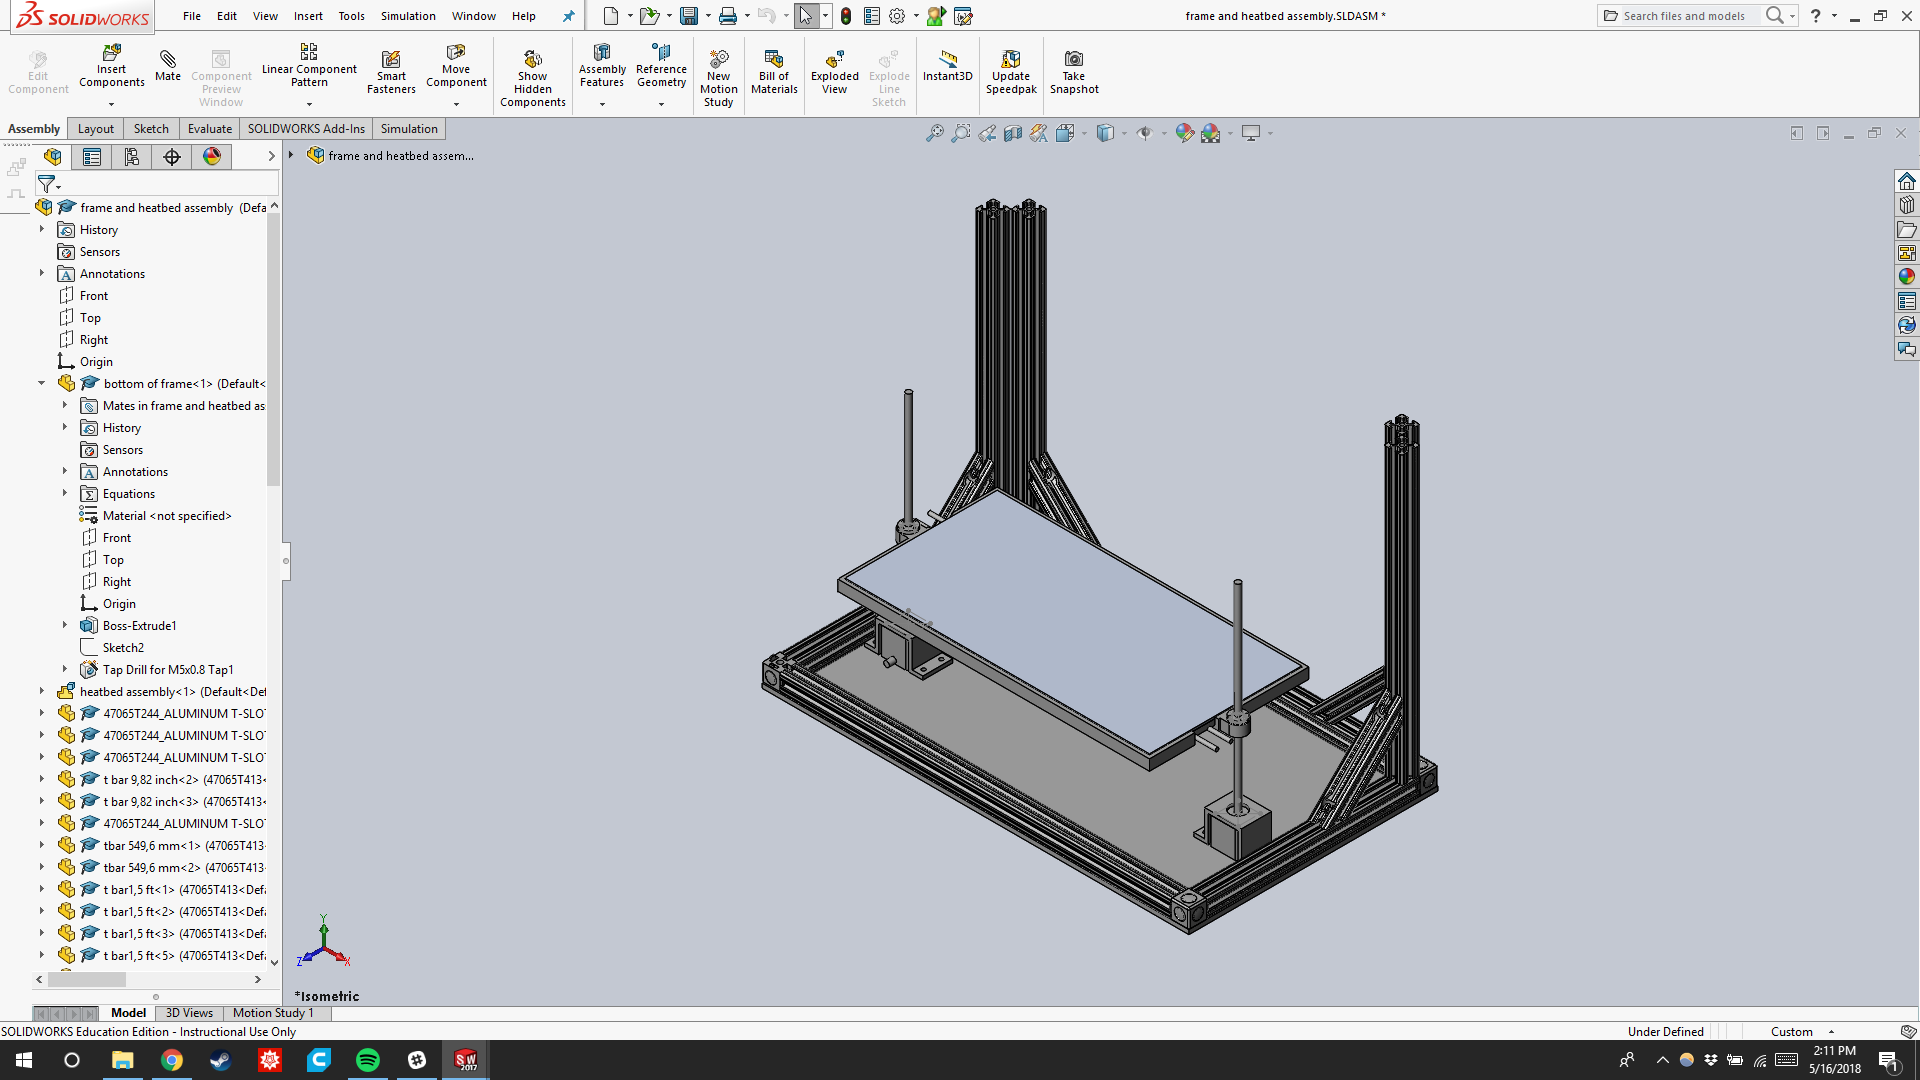 SOLIDWORKS File Edit View Insert Tools Simulation Window Help frame and heatbed assembly.SLDASM * Search files and models ?
Edit Component
Insert Components
Mate
Component Preview Window
Linear Component Pattern
Smart Fasteners
Move Component
Show Hidden Components
Assembly Features
Reference Geometry
New Motion Study
Bill of Materials
Exploded View
Explode Line Sketch
Instant3D
Update Speedpak
Take Snapshot
Assembly Layout Sketch Evaluate SOLIDWORKS Add-Ins Simulation
frame and heatbed assem...
frame and heatbed assembly (Defa
History
Sensors
Annotations
Front
Top
Right
Origin
bottom of frame<1> (Default<
Mates in frame and heatbed as
History
Sensors
Annotations
Equations
Material <not specified>
Front
Top
Right
Origin
Boss-Extrude1
Sketch2
Tap Drill for M5x0.8 Tap1
heatbed assembly<1> (Default<Def
47065T244_ALUMINUM T-SLO
47065T244_ALUMINUM T-SLO
47065T244_ALUMINUM T-SLO
t bar 9,82 inch<2> (47065T413<
t bar 9,82 inch<3> (47065T413<
47065T244_ALUMINUM T-SLO
tbar 549,6 mm<1> (47065T413
tbar 549,6 mm<2> (47065T413
t bar1,5 ft<1> (47065T413<Defa
t bar1,5 ft<2> (47065T413<Defa
t bar1,5 ft<3> (47065T413<Defa
t bar1,5 ft<5> (47065T413<Defa
Y
Z
X
*Isometric
Model 3D Views Motion Study 1
SOLIDWORKS Education Edition - Instructional Use Only Under Defined Custom
SW 2017
2:11 PM
5/16/2018
1